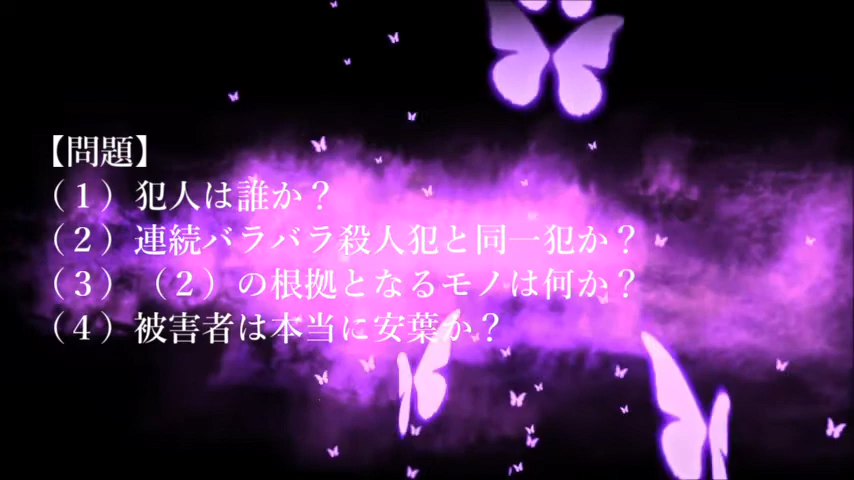 【問題】
（１）犯人は誰か？
（２）連続バラバラ殺人犯と同一犯か？
（３）（２）の根拠となるモノは何か？
（４）被害者は本当に安葉か？